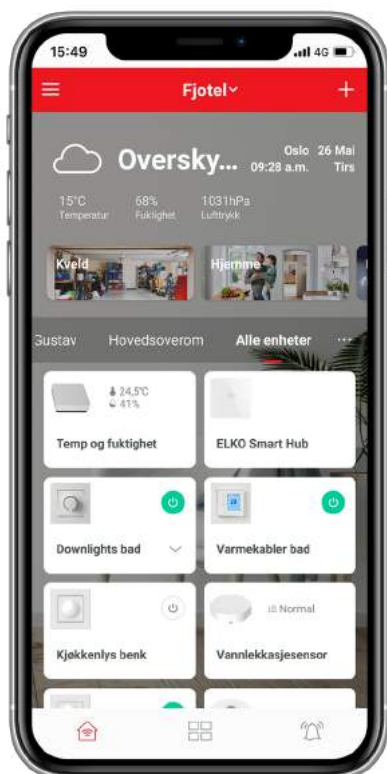 15:49
4G
Fjotel
Oversky...
Oslo 26 Mai
09:28 a.m. Tirs
15°C 68% 1031hPa
Temperatur Fuktighet Lufttrykk
Kveld Hjemme
Gustav Hovedsoverom Alle enheter ...
24,5°C
41%
Temp og fuktighet ELKO Smart Hub
Downlights bad Varmekabler bad
Normal
Kjøkkenlys benk Vannlekkasjesensor